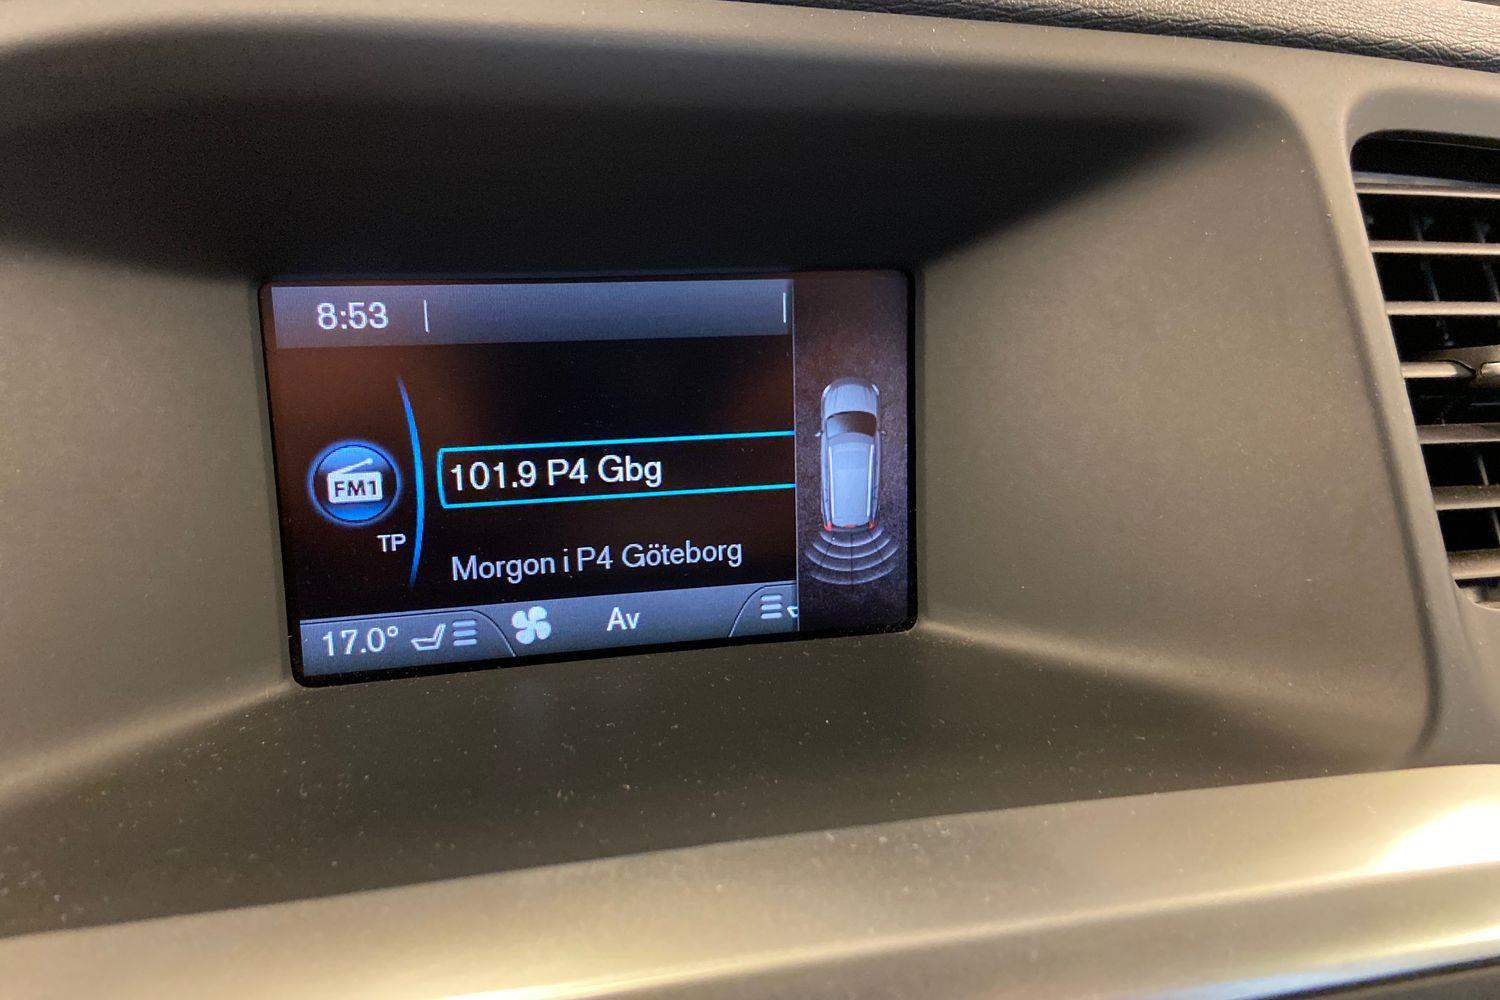 8:53
101.9 P4 Gbg
FM1
TP
Morgon i P4 Göteborg
17.0°
Av